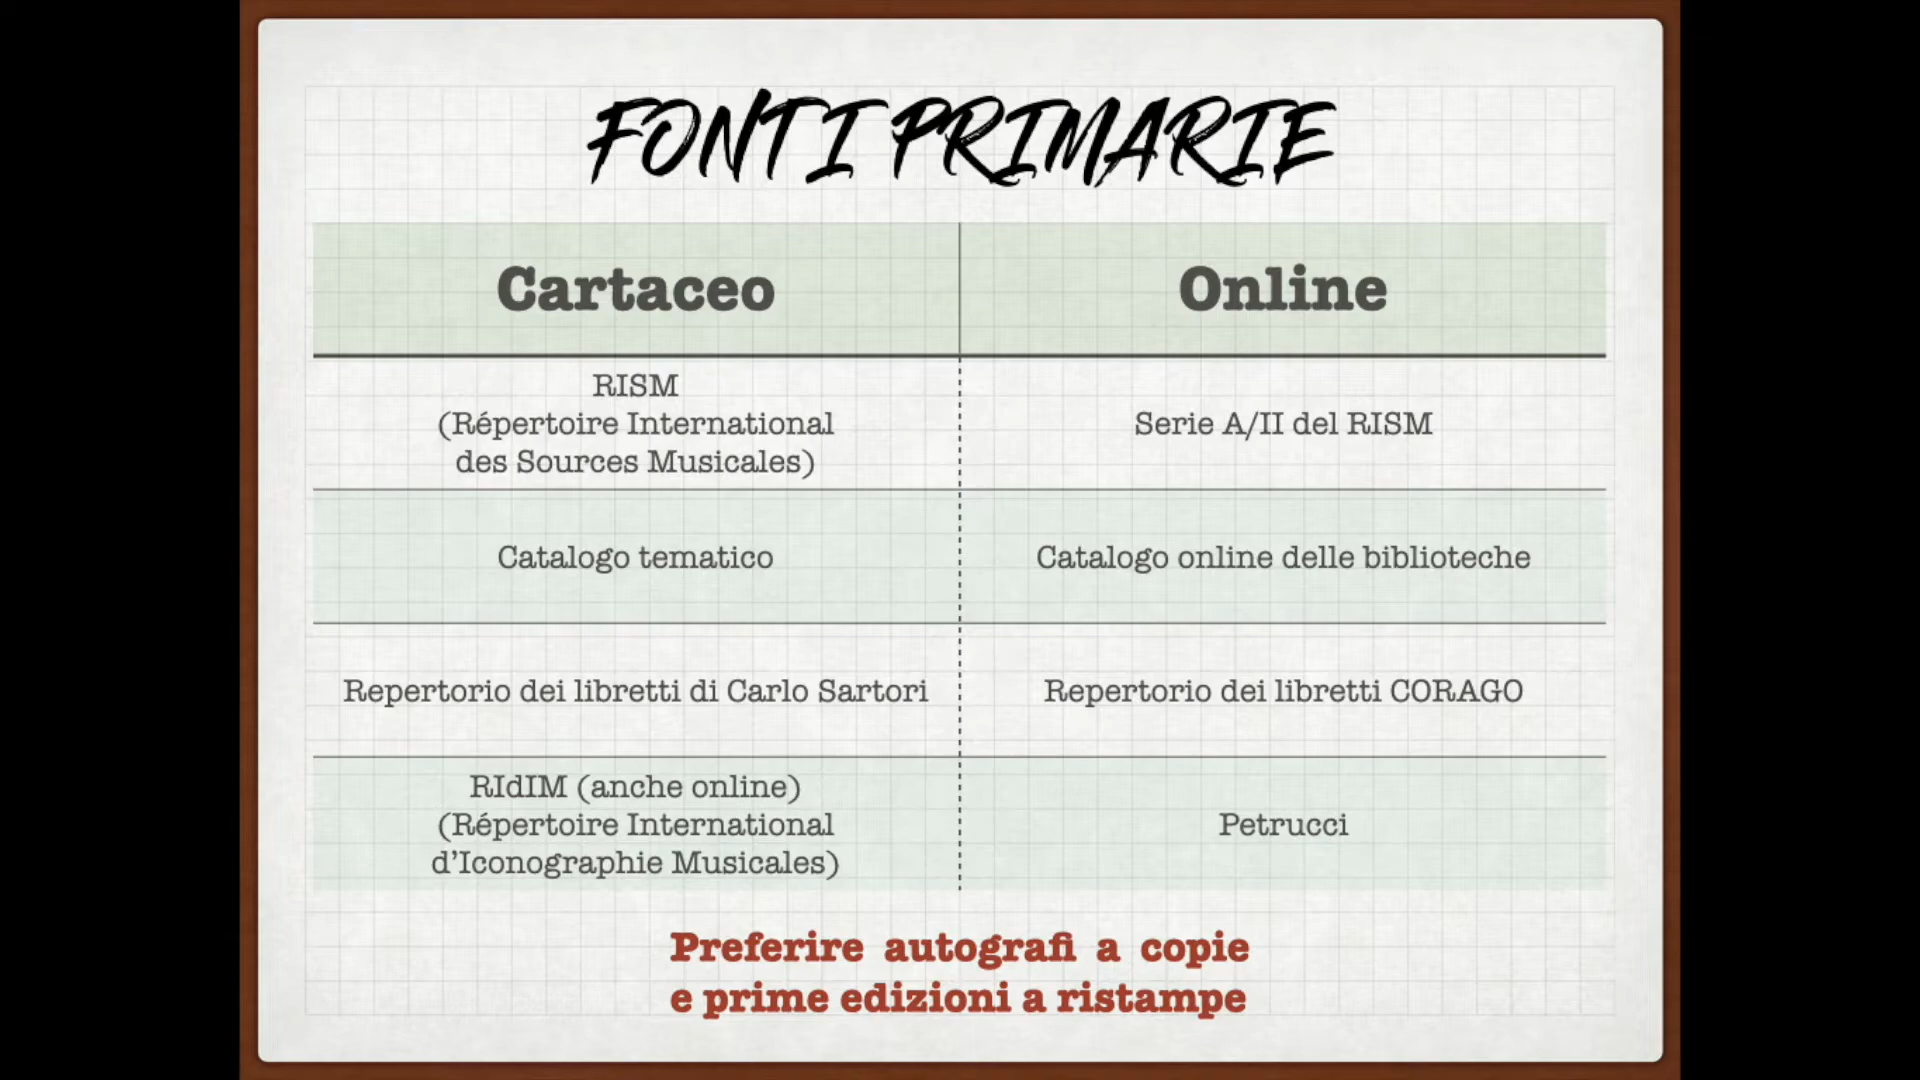 FONTI PRIMARIE
Cartaceo
Online
RISM
(Répertoire International
des Sources Musicales)
Serie A/II del RISM
Catalogo tematico
Catalogo online delle biblioteche
Repertorio dei libretti di Carlo Sartori
Repertorio dei libretti CORAGO
RIdIM (anche online)
(Répertoire International
d’Iconographie Musicales)
Petrucci
Preferire autografi a copie
e prime edizioni a ristampe